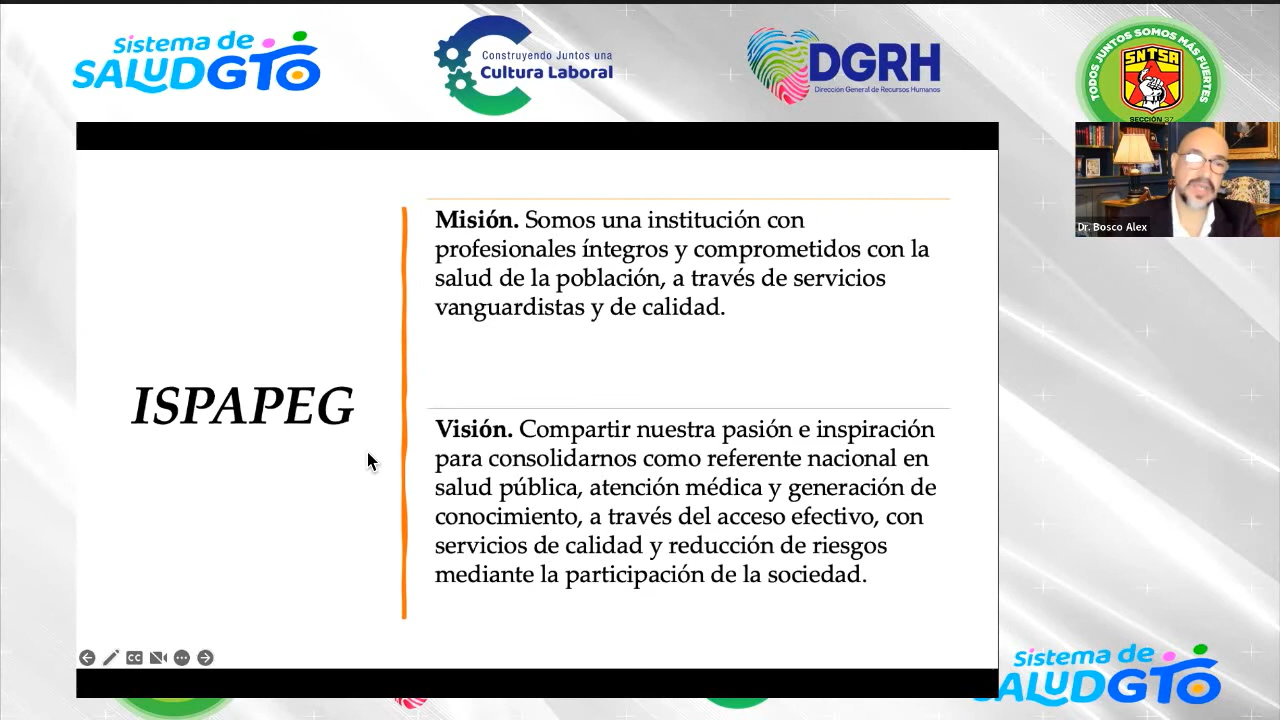 Sistema de
SALUDGTO
Construyendo Juntos una
Cultura Laboral
DGRH
Dirección General de Recursos Humanos
TODOS JUNTOS SOMOS MÁS FUERTES
SNTSA
SECCIÓN 37
Dr. Bosco Alex
ISPAPEG
Misión. Somos una institución con
profesionales íntegros y comprometidos con la
salud de la población, a través de servicios
vanguardistas y de calidad.
Visión. Compartir nuestra pasión e inspiración
para consolidarnos como referente nacional en
salud pública, atención médica y generación de
conocimiento, a través del acceso efectivo, con
servicios de calidad y reducción de riesgos
mediante la participación de la sociedad.
CC
Sistema de
SALUDGTO